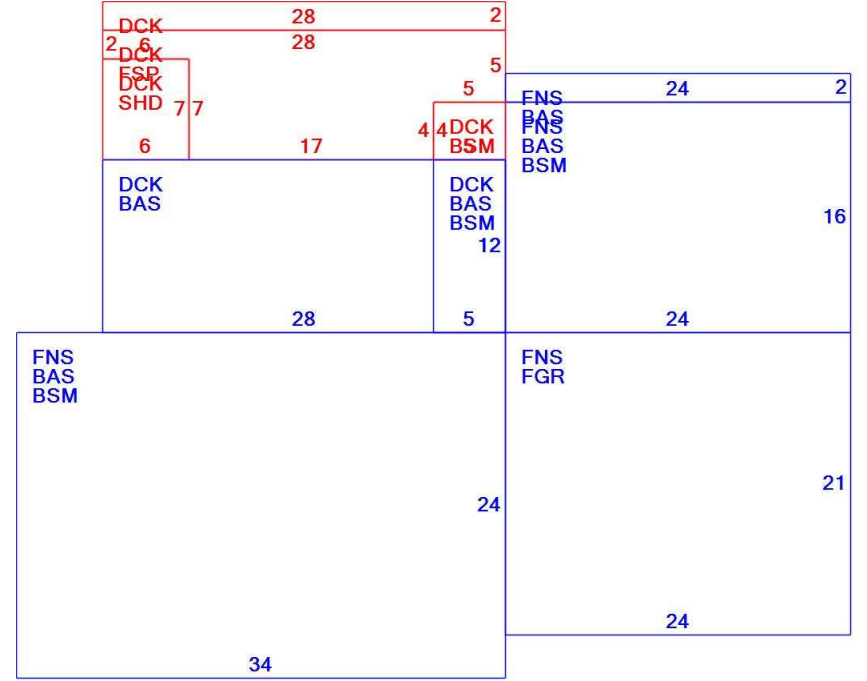 28 2
DCK
28
2 6
DCK
FSP
5
DCK
SHD
7 7
5
4 4
DCK
BSM
5
6
17
24 2
FNS
BAS
FNS
BAS
BSM
16
DCK
BAS
DCK
BAS
BSM
12
28
5
24
FNS
BAS
BSM
FNS
FGR
24
21
24
34